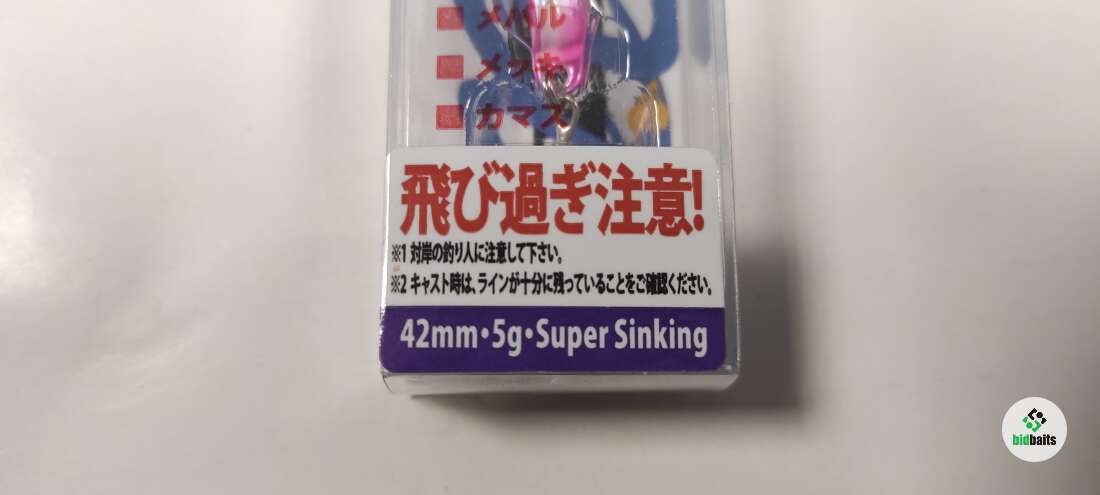 メバル
メッキ
カマス
飛び過ぎ注意!
※1 対岸の釣り人に注意して下さい。
※2 キャスト時は、ラインが十分に残っていることをご確認ください。
42mm・5g・Super Sinking
bidbaits